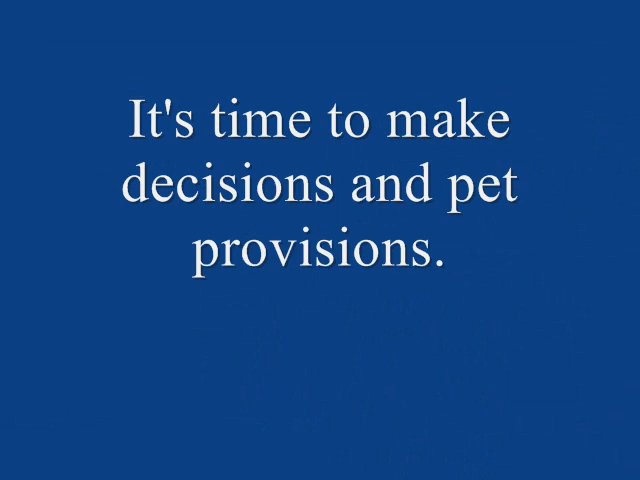 It's time to make
decisions and pet
provisions.